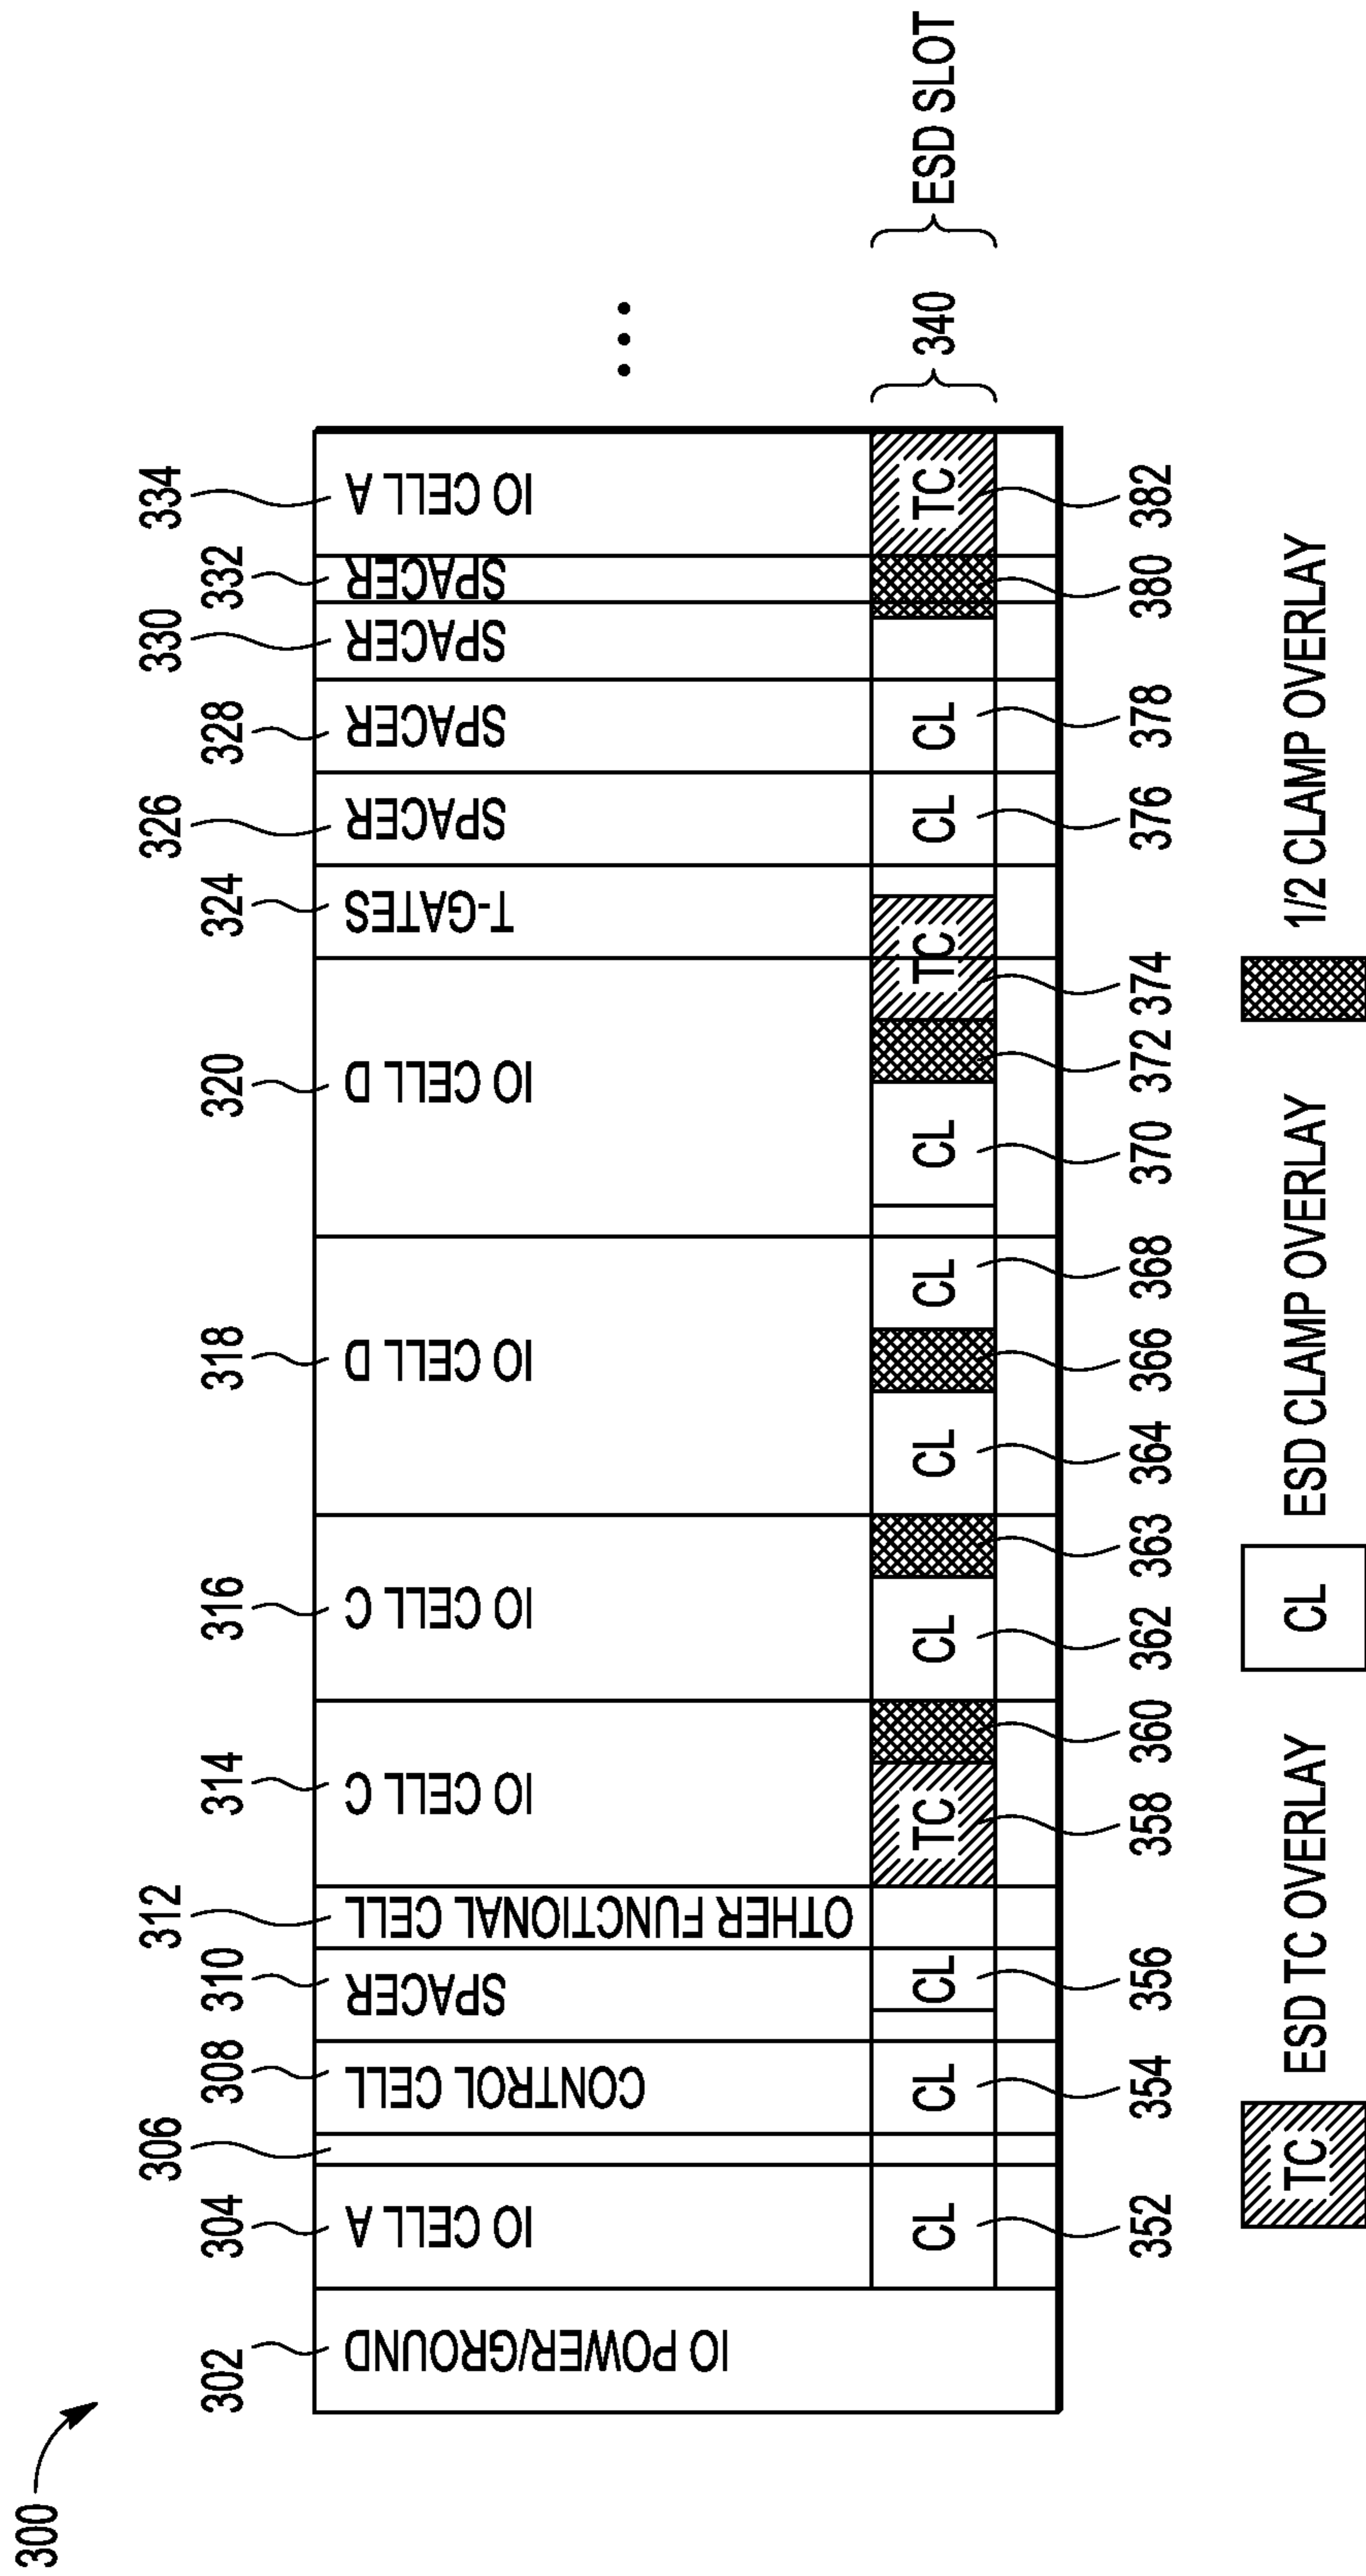 300
302
304
306
308
310
312
314
316
318
320
324
326
328
330
332
334
IO POWER/GROUND
IO CELL A
CONTROL CELL
SPACER
OTHER FUNCTIONAL CELL
IO CELL C
IO CELL C
IO CELL D
IO CELL D
T-GATES
SPACER
SPACER
SPACER
SPACER
IO CELL A
CL
CL
CL
TC
CL
CL
CL
CL
TC
CL
CL
TC
340
ESD SLOT
352
354
356
358
360
362
363
364
366
368
370
372
374
376
378
380
382
TC
ESD TC OVERLAY
CL
ESD CLAMP OVERLAY
1/2 CLAMP OVERLAY